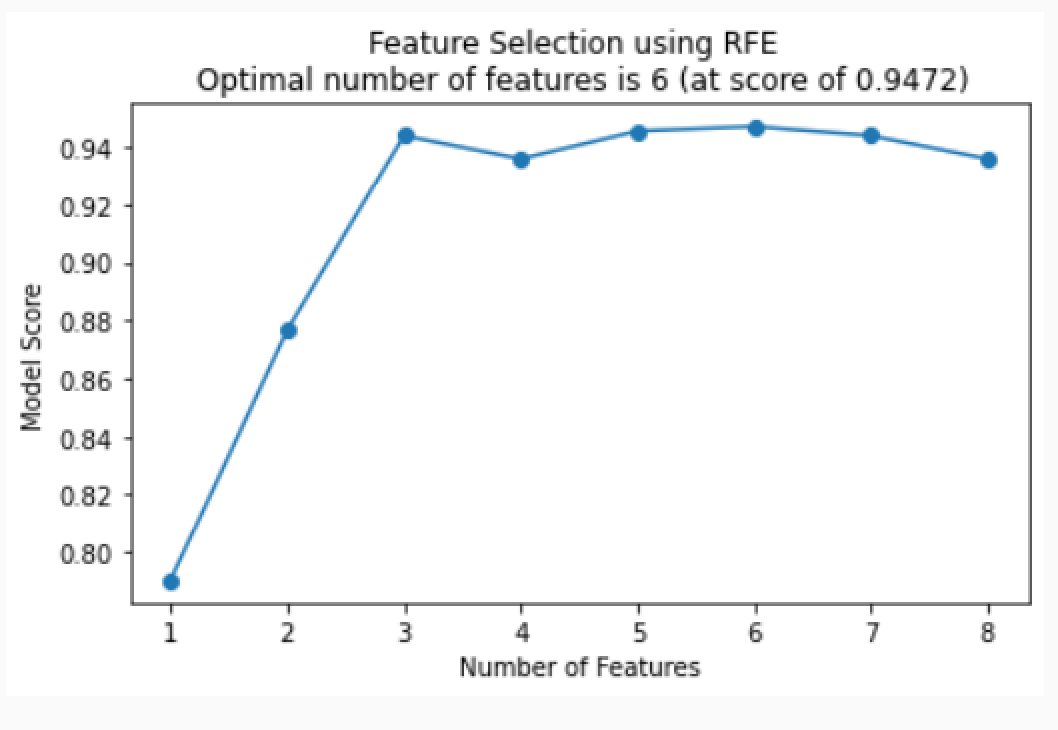 Feature Selection using RFE
Optimal number of features is 6 (at score of 0.9472)
0.94
0.92
0.90
0.88
0.86
0.84
0.82
0.80
Model Score
1 2 3 4 5 6 7 8
Number of Features